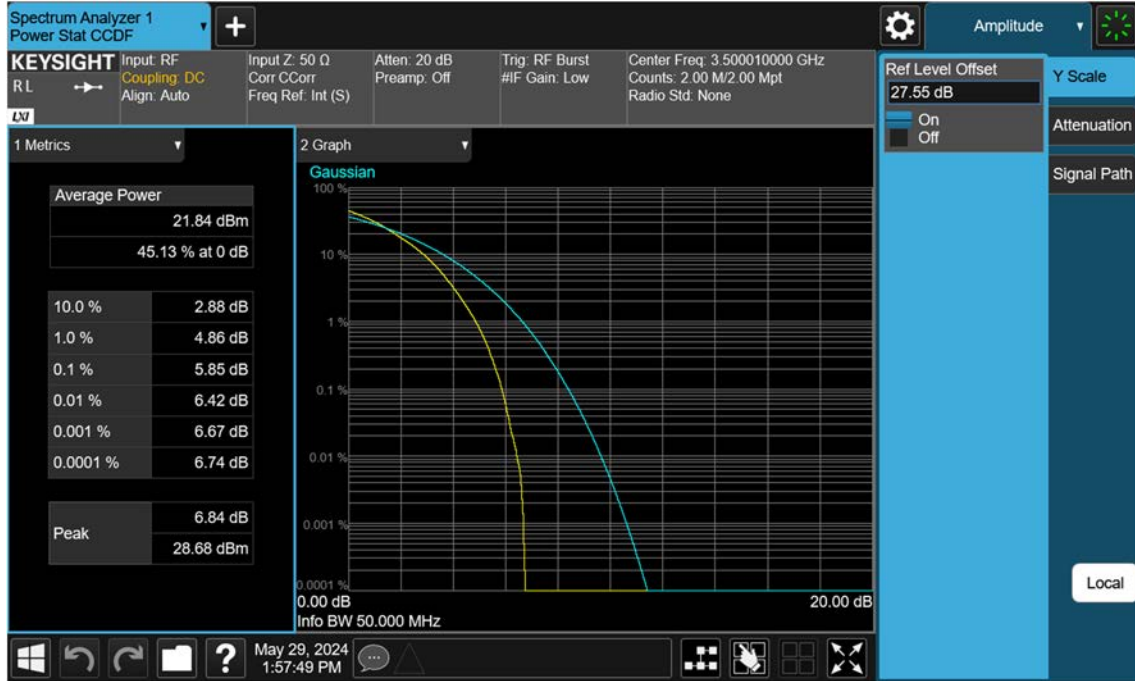 Spectrum Analyzer 1
Power Stat CCDF
+
Amplitude
KEYSIGHT
RL
LXI
Input: RF
Coupling: DC
Align: Auto
Input Z: 50 Ω
Corr CCorr
Freq Ref: Int (S)
Atten: 20 dB
Preamp: Off
Trig: RF Burst
#IF Gain: Low
Center Freq: 3.500010000 GHz
Counts: 2.00 M/2.00 Mpt
Radio Std: None
Ref Level Offset
27.55 dB
On
Off
Y Scale
Attenuation
Signal Path
1 Metrics
Average Power
21.84 dBm
45.13 % at 0 dB
10.0 % 2.88 dB
1.0 % 4.86 dB
0.1 % 5.85 dB
0.01 % 6.42 dB
0.001 % 6.67 dB
0.0001 % 6.74 dB
Peak
6.84 dB
28.68 dBm
2 Graph
Gaussian
100 %
10 %
1 %
0.1 %
0.01 %
0.001 %
0.0001 %
0.00 dB 20.00 dB
Info BW 50.000 MHz
Local
?
May 29, 2024
1:57:49 PM